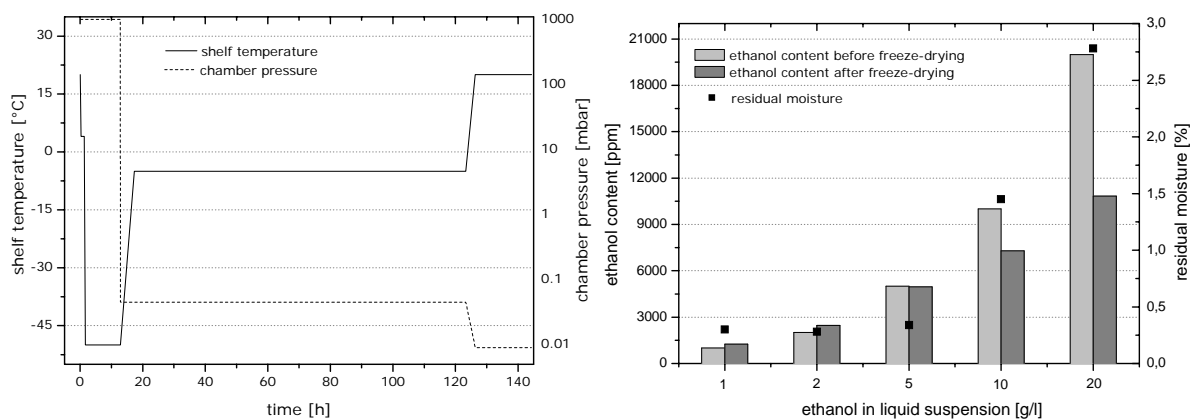 shelf temperature [°C]
30
15
0
-15
-30
-45
shelf temperature
chamber pressure
1000
100
10
1
0.1
0.01
chamber pressure [mbar]
0 20 40 60 80 100 120 140
time [h]
ethanol content [ppm]
21000
18000
15000
12000
9000
6000
3000
0
ethanol content before freeze-drying
ethanol content after freeze-drying
residual moisture
3,0
2,5
2,0
1,5
1,0
0,5
0,0
residual moisture [%]
1 2 5 10 20
ethanol in liquid suspension [g/l]